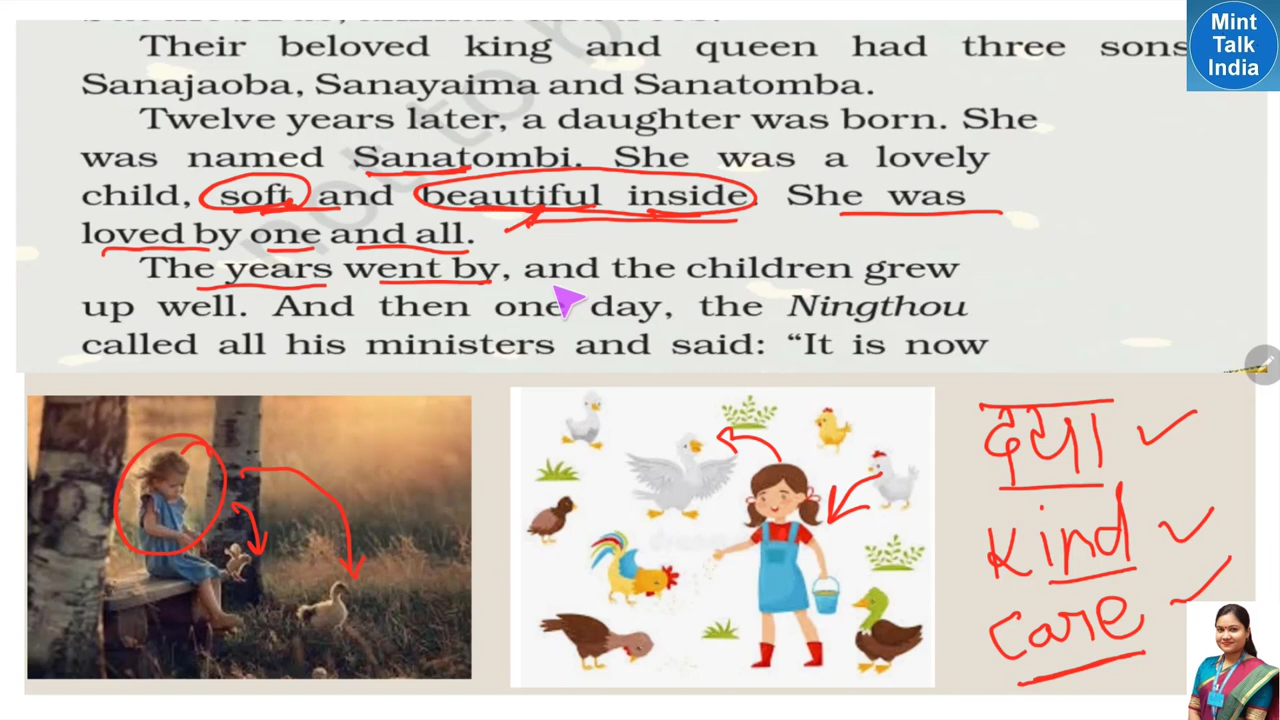 Their beloved king and queen had three sons
Sanajaoba, Sanayaima and Sanatomba.
Twelve years later, a daughter was born. She
was named Sanatombi. She was a lovely
child, soft and beautiful inside. She was
loved by one and all.
The years went by, and the children grew
up well. And then one day, the Ningthou
called all his ministers and said: “It is now
Mint
Talk
India
दया
Kind
care